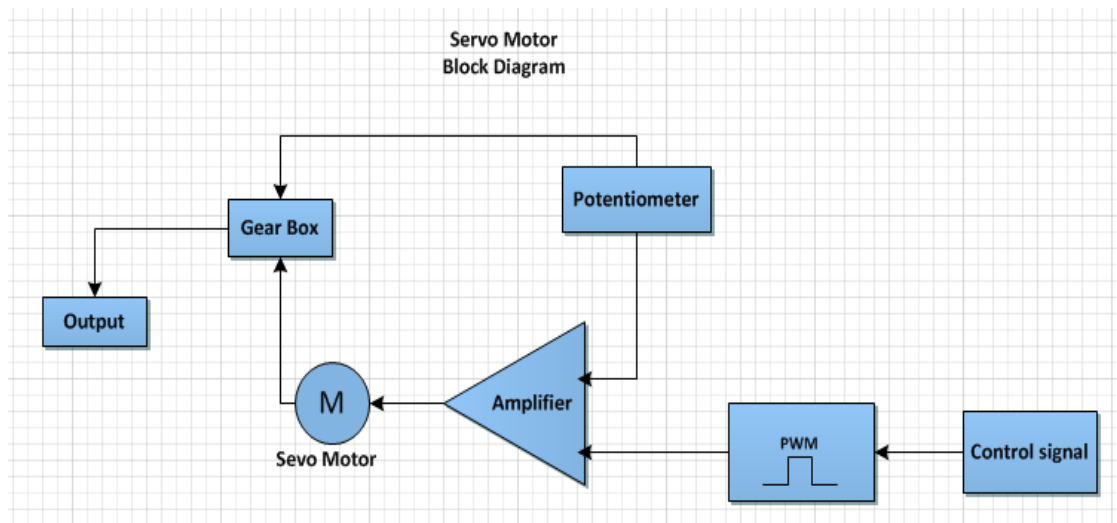 Servo Motor
Block Diagram
Potentiometer
Gear Box
Output
Amplifier
M
Sevo Motor
PWM
Control signal